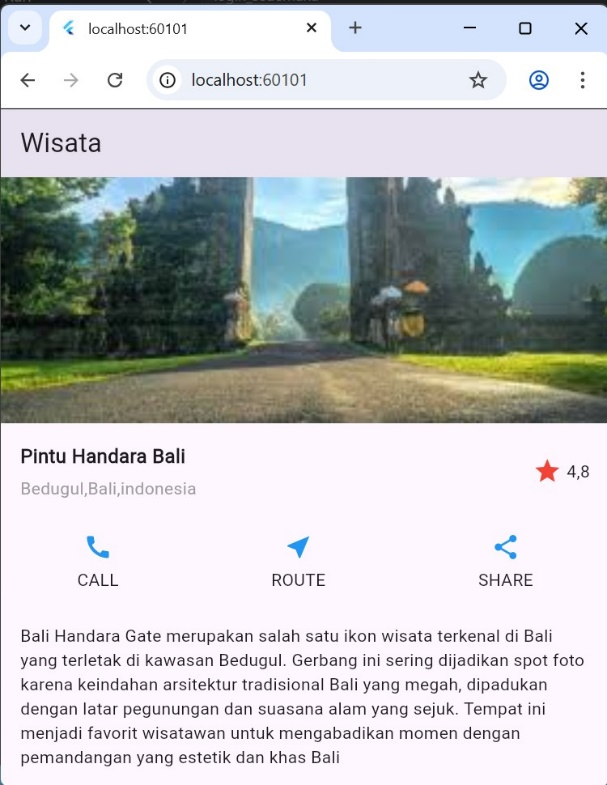 localhost:60101
localhost:60101
Wisata
Pintu Handara Bali
Bedugul,Bali,indonesia
4,8
CALL
ROUTE
SHARE
Bali Handara Gate merupakan salah satu ikon wisata terkenal di Bali
yang terletak di kawasan Bedugul. Gerbang ini sering dijadikan spot foto
karena keindahan arsitektur tradisional Bali yang megah, dipadukan
dengan latar pegunungan dan suasana alam yang sejuk. Tempat ini
menjadi favorit wisatawan untuk mengabadikan momen dengan
pemandangan yang estetik dan khas Bali